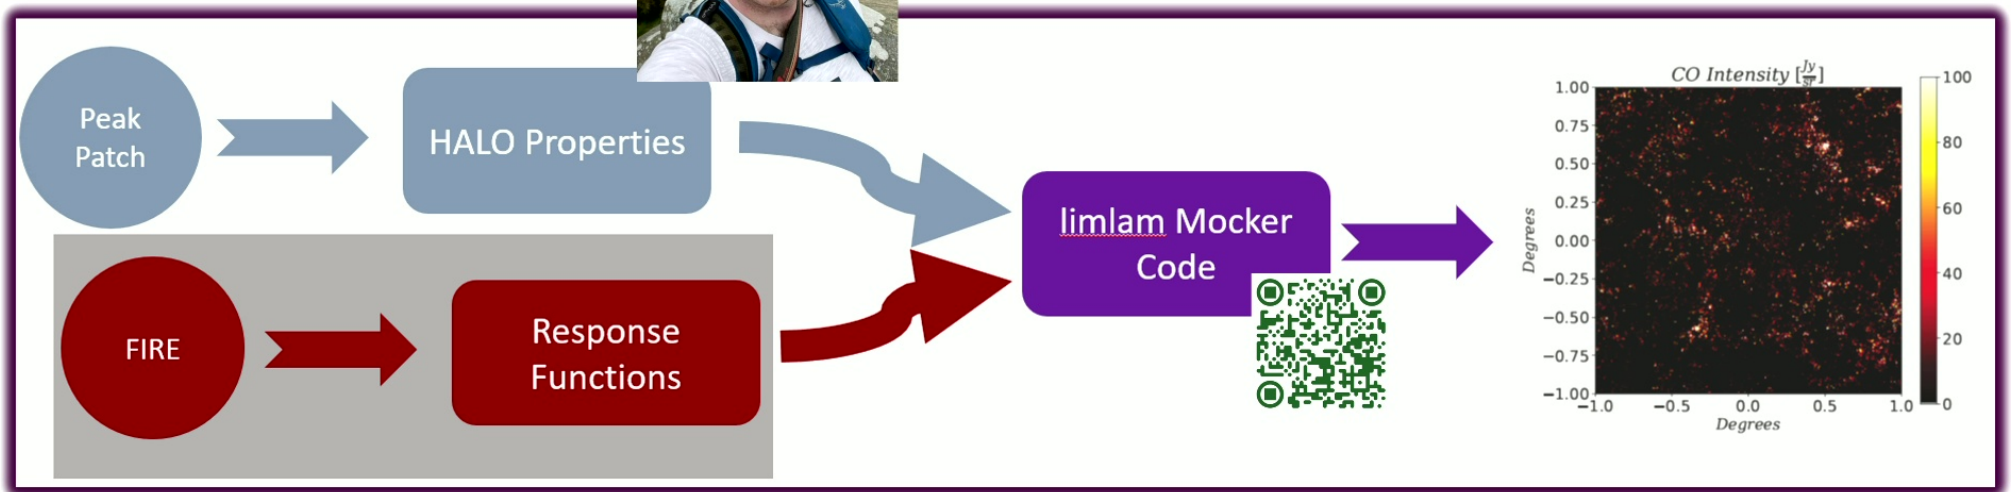 Peak
Patch
HALO Properties
FIRE
Response
Functions
limlam Mocker
Code
CO Intensity [Jy/sr]
1.00
0.75
0.50
0.25
0.00
−0.25
−0.50
−0.75
−1.00
Degrees
−1.0 −0.5 0.0 0.5 1.0
Degrees
100
80
60
40
20
0